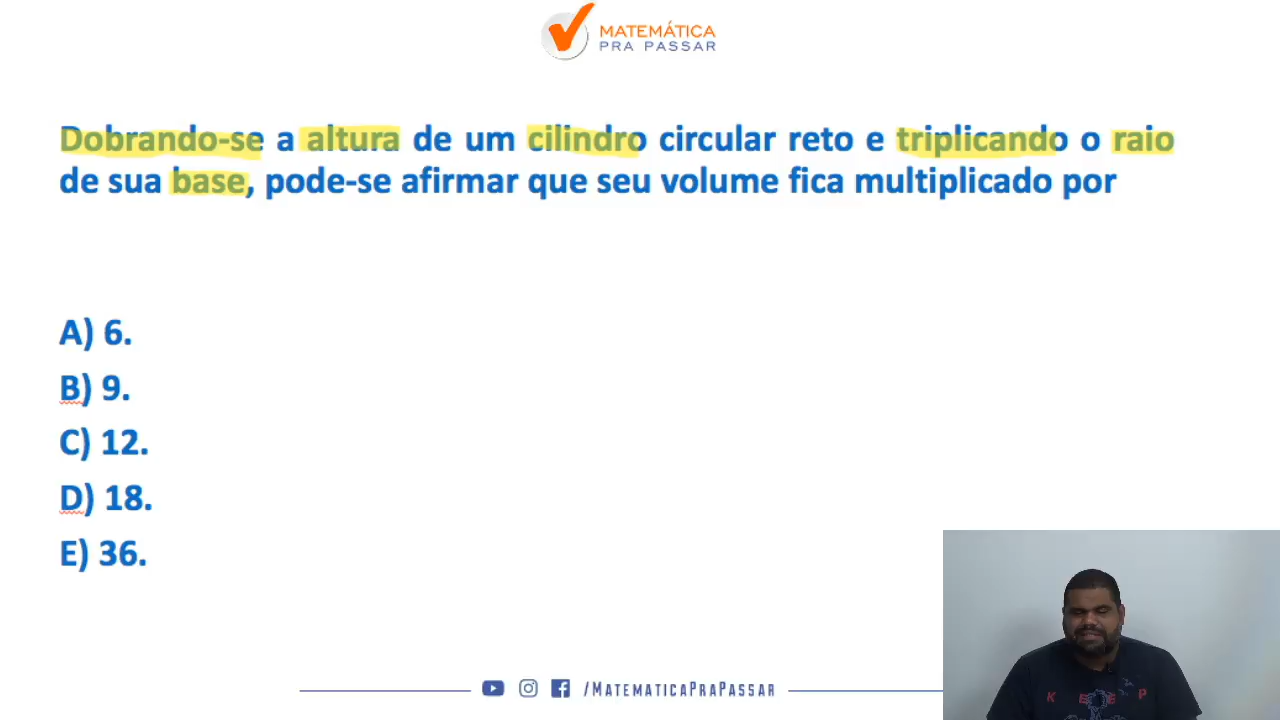 MATEMÁTICA
PRA PASSAR
Dobrando-se a altura de um cilindro circular reto e triplicando o raio
de sua base, pode-se afirmar que seu volume fica multiplicado por
A) 6.
B) 9.
C) 12.
D) 18.
E) 36.
K E E P
/MATEMATICAPRAPASSAR